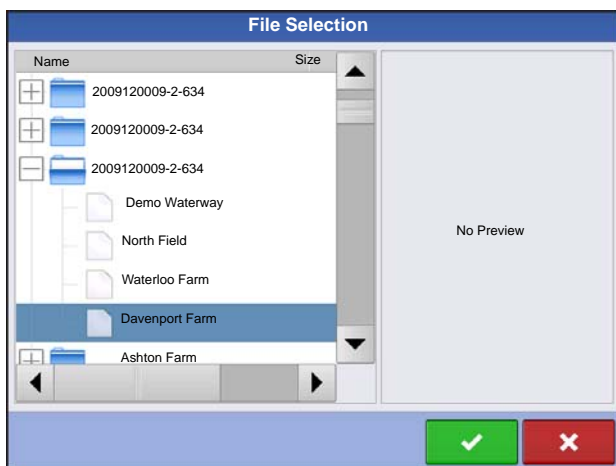 File Selection
Name Size
2009120009-2-634
2009120009-2-634
2009120009-2-634
Demo Waterway
North Field
Waterloo Farm
Davenport Farm
Ashton Farm
No Preview